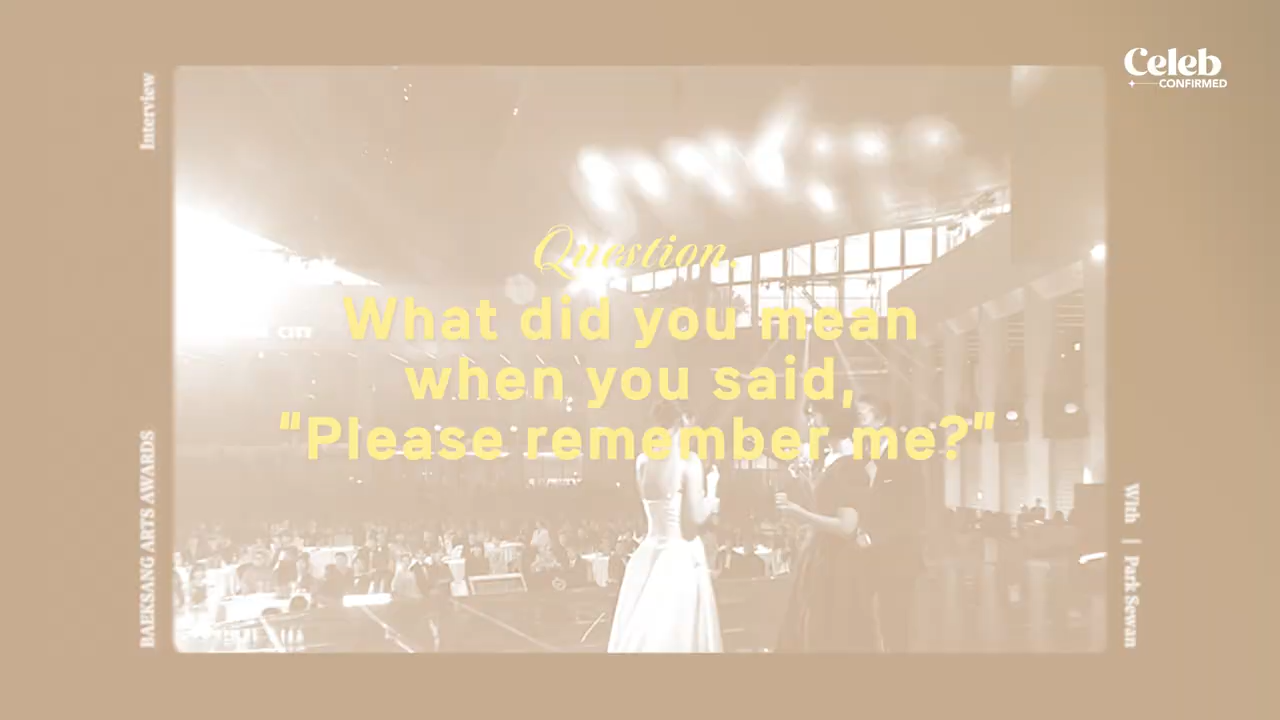 Celeb
CONFIRMED
Interview
BAEKSANG ARTS AWARDS
Question.
What did you mean
when you said,
"Please remember me?"
With | Park Sewan
CITY